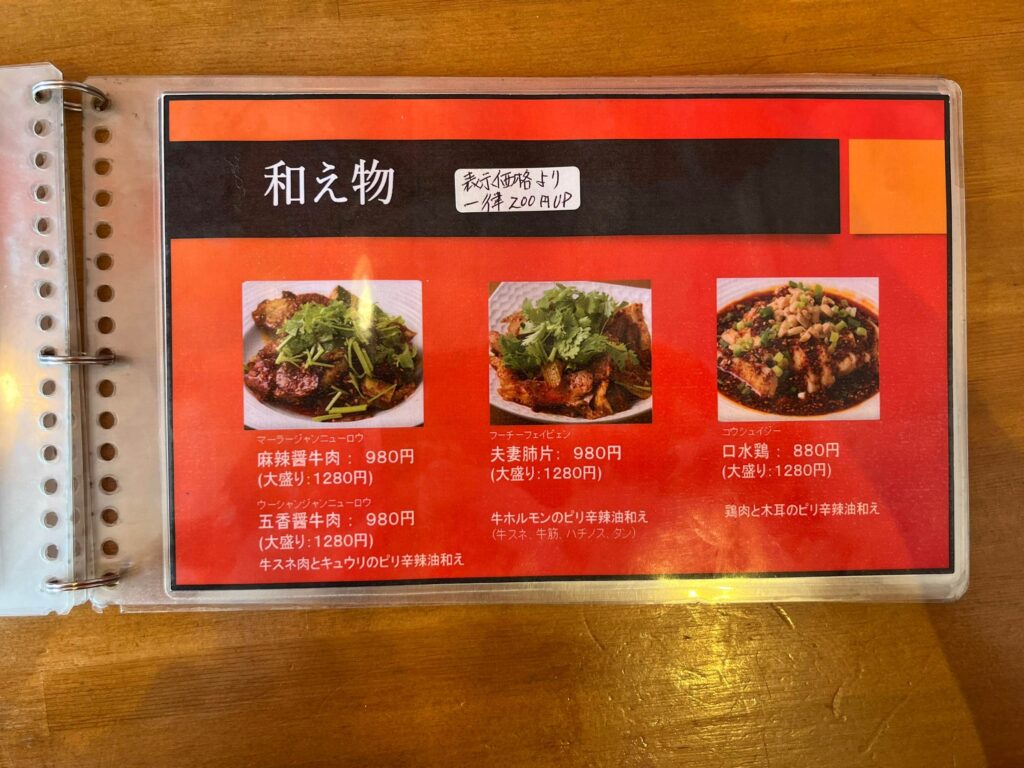 和え物
表示価格より
一律200円UP
マーラージャンニューロウ
麻辣醤牛肉： 980円
(大盛り：1280円)
ウーシャンジャンニューロウ
五香醤牛肉： 980円
(大盛り：1280円)
牛スネ肉とキュウリのピリ辛辣油和え
フーチーフェイピェン
夫妻肺片：980円
(大盛り：1280円)
牛ホルモンのピリ辛辣油和え
（牛スネ、牛筋、ハチノス、タン）
コウシュイジー
口水鶏： 880円
(大盛り：1280円)
鶏肉と木耳のピリ辛辣油和え